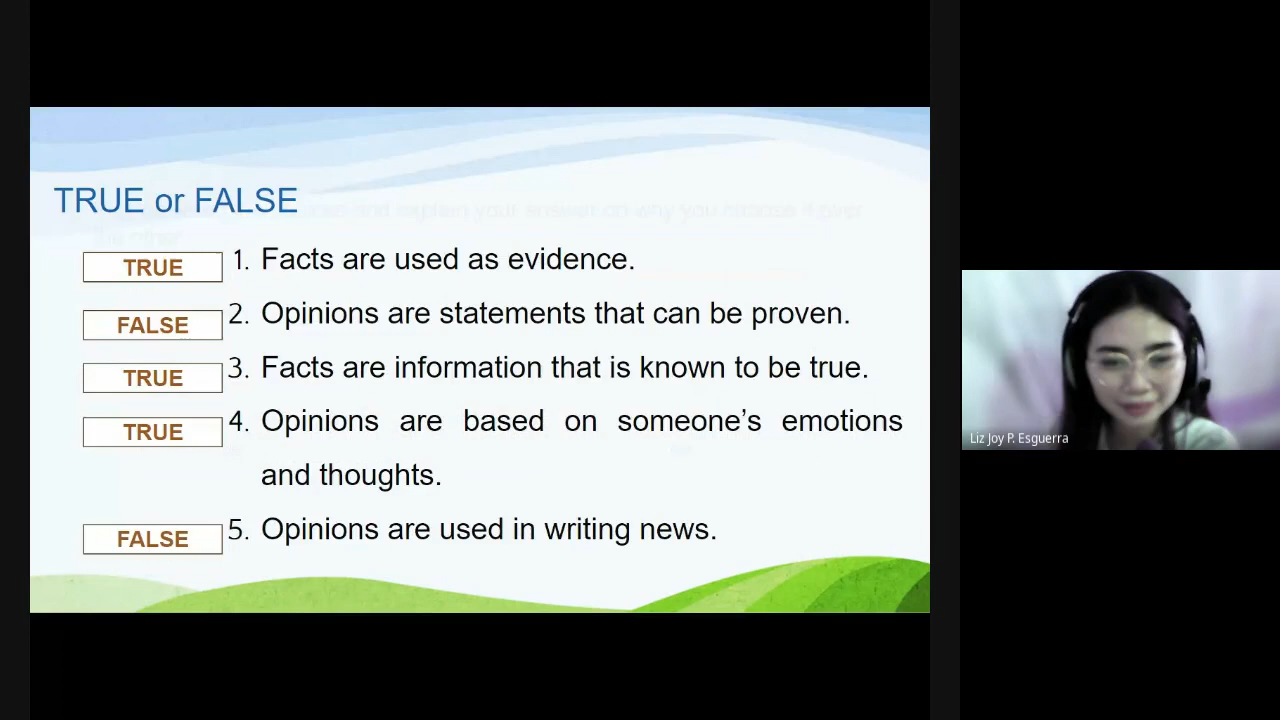 TRUE or FALSE
TRUE 1. Facts are used as evidence.
FALSE 2. Opinions are statements that can be proven.
TRUE 3. Facts are information that is known to be true.
TRUE 4. Opinions are based on someone’s emotions
and thoughts.
FALSE 5. Opinions are used in writing news.
Liz Joy P. Esguerra